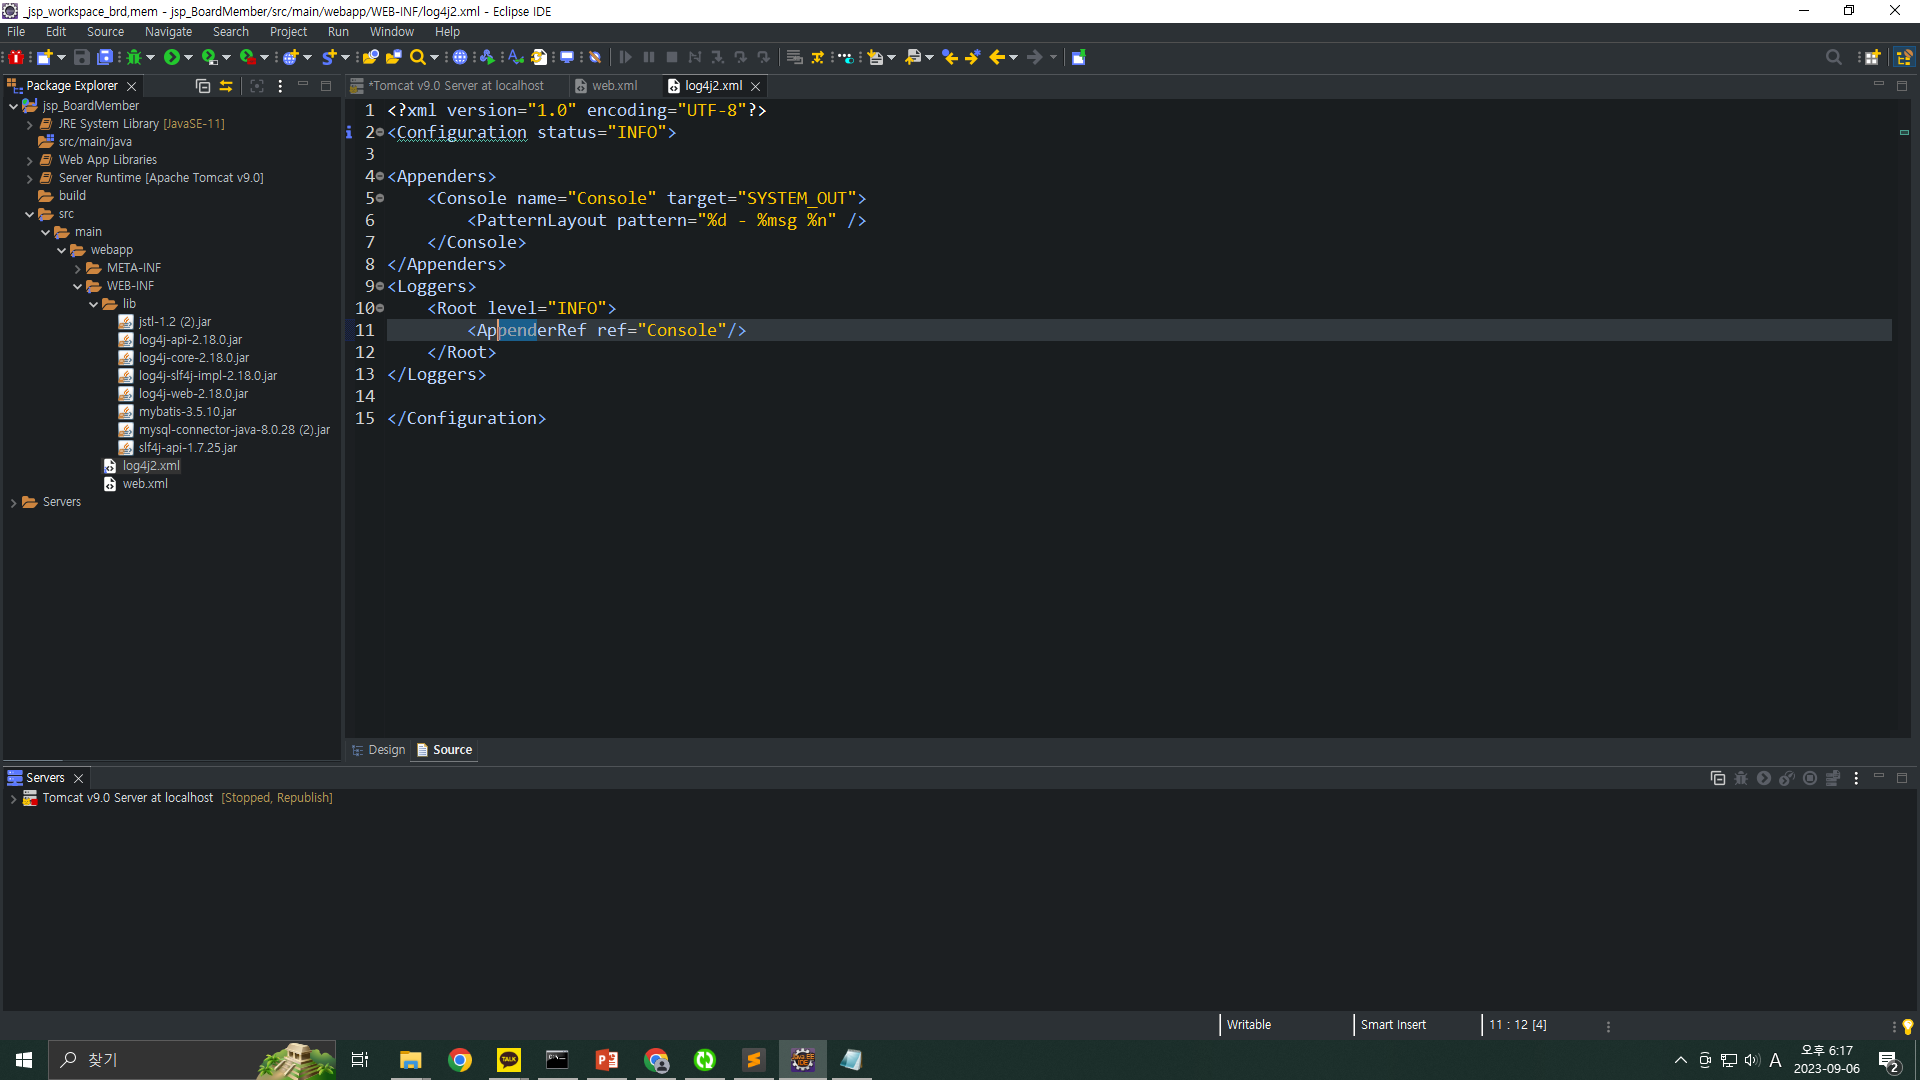 _jsp_workspace_brd,mem - jsp_BoardMember/src/main/webapp/WEB-INF/log4j2.xml - Eclipse IDE
File Edit Source Navigate Search Project Run Window Help
Package Explorer
*Tomcat v9.0 Server at localhost
web.xml
log4j2.xml
jsp_BoardMember
JRE System Library [JavaSE-11]
src/main/java
Web App Libraries
Server Runtime [Apache Tomcat v9.0]
build
src
main
webapp
META-INF
WEB-INF
lib
jstl-1.2 (2).jar
log4j-api-2.18.0.jar
log4j-core-2.18.0.jar
log4j-slf4j-impl-2.18.0.jar
log4j-web-2.18.0.jar
mybatis-3.5.10.jar
mysql-connector-java-8.0.28 (2).jar
slf4j-api-1.7.25.jar
log4j2.xml
web.xml
Servers
1 <?xml version="1.0" encoding="UTF-8"?>
2 <Configuration status="INFO">
3
4 <Appenders>
5 <Console name="Console" target="SYSTEM_OUT">
6 <PatternLayout pattern="%d - %msg %n" />
7 </Console>
8 </Appenders>
9 <Loggers>
10 <Root level="INFO">
11 <AppenderRef ref="Console"/>
12 </Root>
13 </Loggers>
14
15 </Configuration>
Design Source
Servers
Tomcat v9.0 Server at localhost [Stopped, Republish]
Writable
Smart Insert
11 : 12 [4]
찾기
TALK
A
오후 6:17
2023-09-06
2